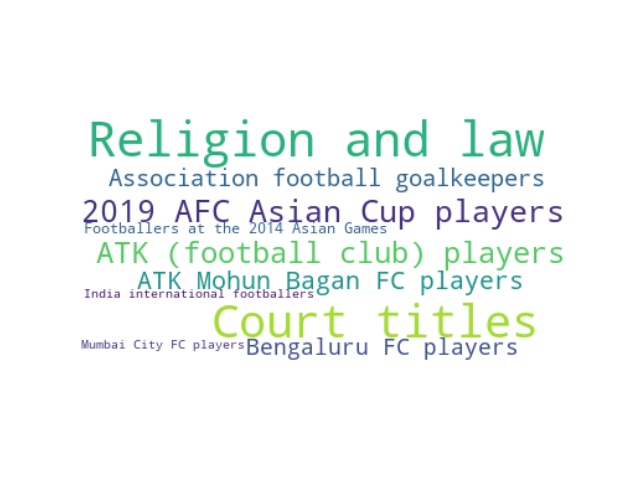 Religion and law
Association football goalkeepers
2019 AFC Asian Cup players
Footballers at the 2014 Asian Games
ATK (football club) players
ATK Mohun Bagan FC players
India international footballers
Court titles
Mumbai City FC players
Bengaluru FC players